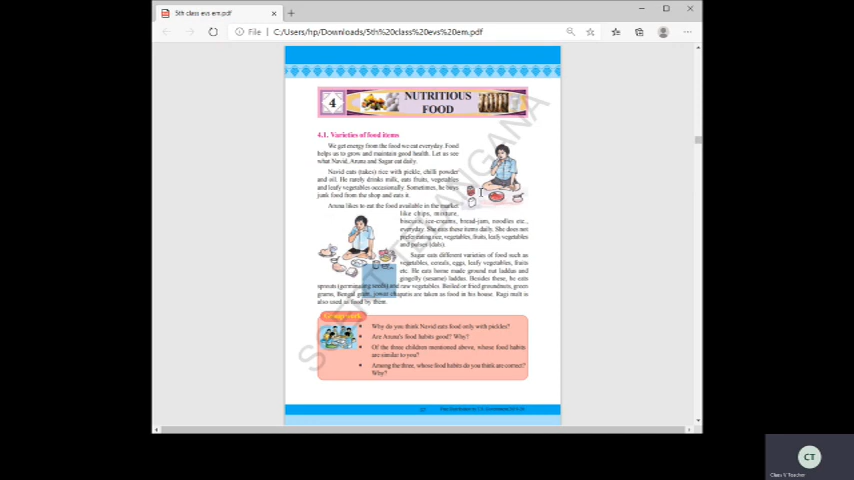 5th class evs em.pdf
File
C:/Users/hp/Downloads/5th%20class%20evs%20em.pdf
4
NUTRITIOUS
FOOD
4.1. Varieties of food items
We get energy from the food we eat everyday. Food
helps us to grow and maintain good health. Let us see
what Navid, Aruna and Sagar eat daily.
Navid eats (takes) rice with pickle, chilli powder
and oil. He rarely drinks milk, eats fruits, vegetables
and leafy vegetables occasionally. Sometimes, he buys
junk food from the shop and eats it.
Aruna likes to eat the food available in the market
like chips, mixture,
biscuits, ice-creams, bread-jam, noodles etc.,
everyday. She eats these items daily. She does not
prefer eating rice, vegetables, fruits, leafy vegetables
and pulses (dals).
Sagar eats different varieties of food such as
vegetables, cereals, eggs, leafy vegetables, fruits
etc. He eats home made ground nut laddus and
gingelly (sesame) laddus. Besides these, he eats
sprouts (germinating seeds) and raw vegetables. Boiled or fried groundnuts, green
grams, Bengal gram, jowar chapatis are taken as food in his house. Ragi malt is
also used as food by them.
Group work
• Why do you think Navid eats food only with pickles?
• Are Aruna's food habits good? Why?
• Of the three children mentioned above, whose food habits
are similar to you?
• Among the three, whose food habits do you think are correct?
Why?
TELANGANA
CT
Class V Teacher